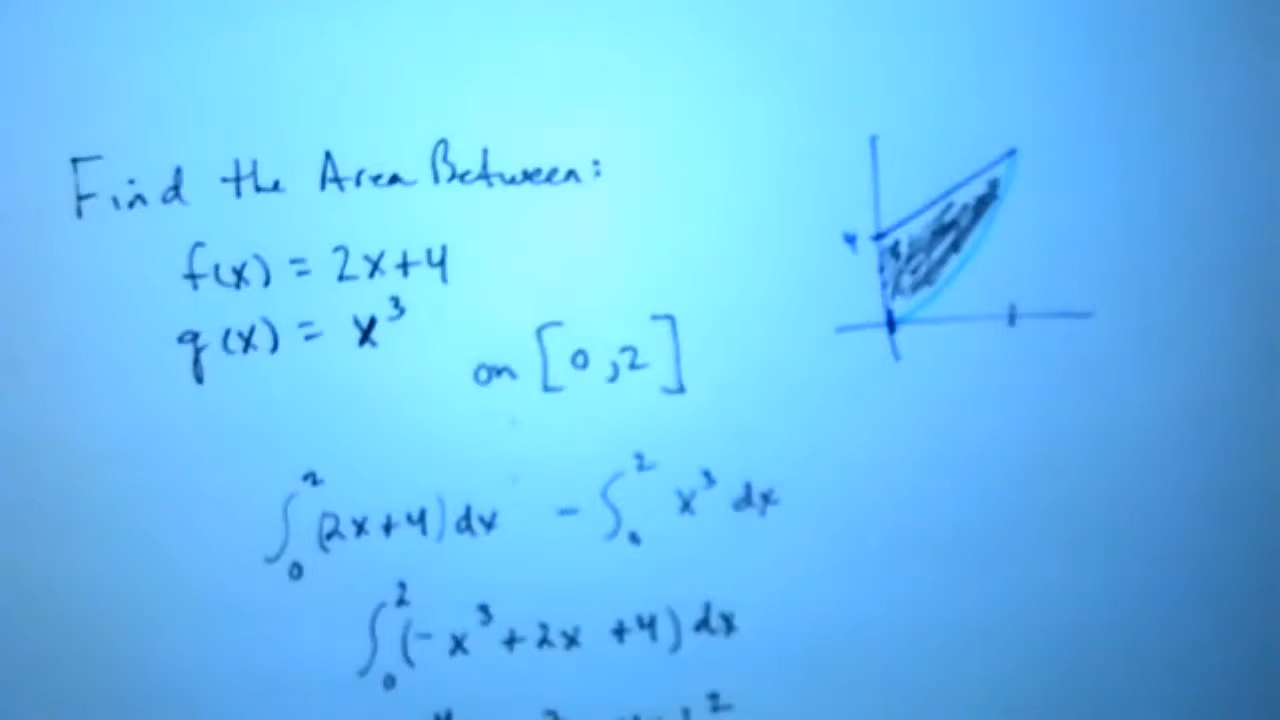 Find the Area Between:
f(x) = 2x+4
g(x) = x³
on [0,2]
4
∫₀² (2x+4)dx - ∫₀² x³ dx
∫₀² (-x³+2x+4) dx